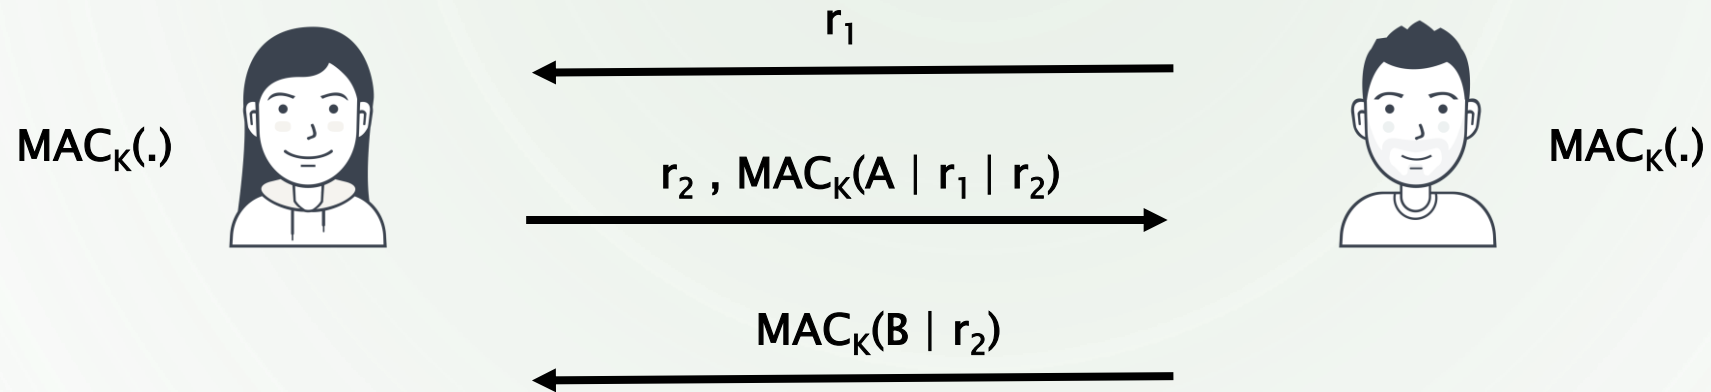 r₁
MACₖ(.)
MACₖ(.)
r₂ , MACₖ(A | r₁ | r₂)
MACₖ(B | r₂)